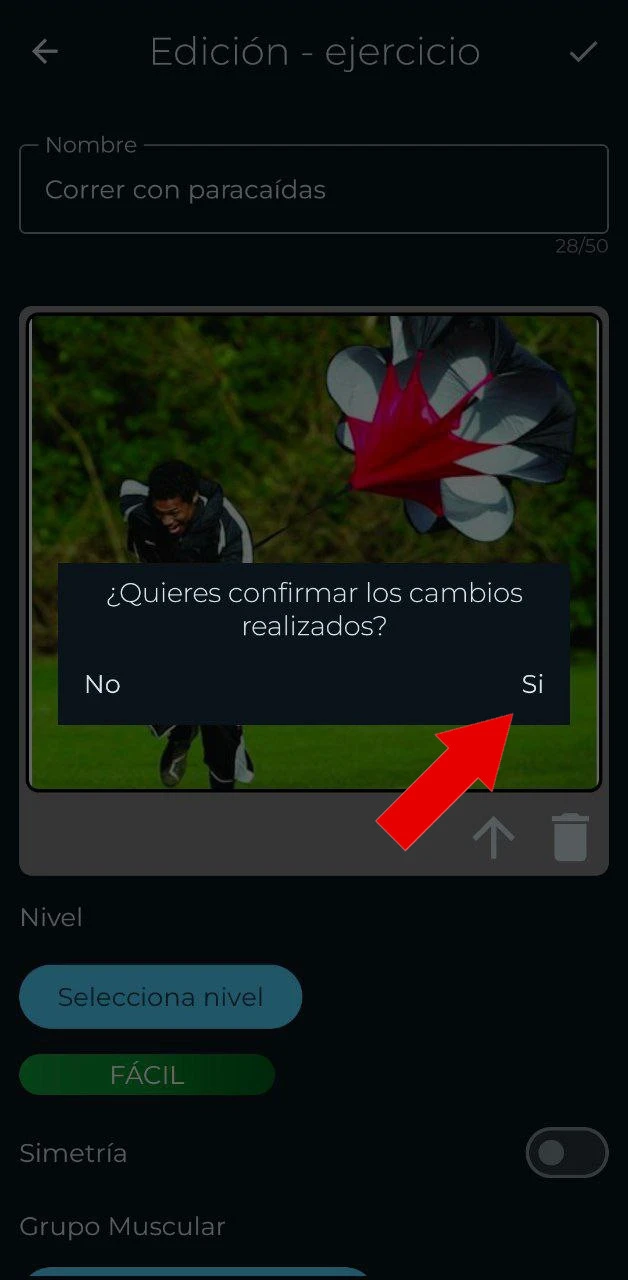 Edición - ejercicio
Nombre
Correr con paracaídas
28/50
¿Quieres confirmar los cambios
realizados?
No
Si
Nivel
Selecciona nivel
FÁCIL
Simetría
Grupo Muscular